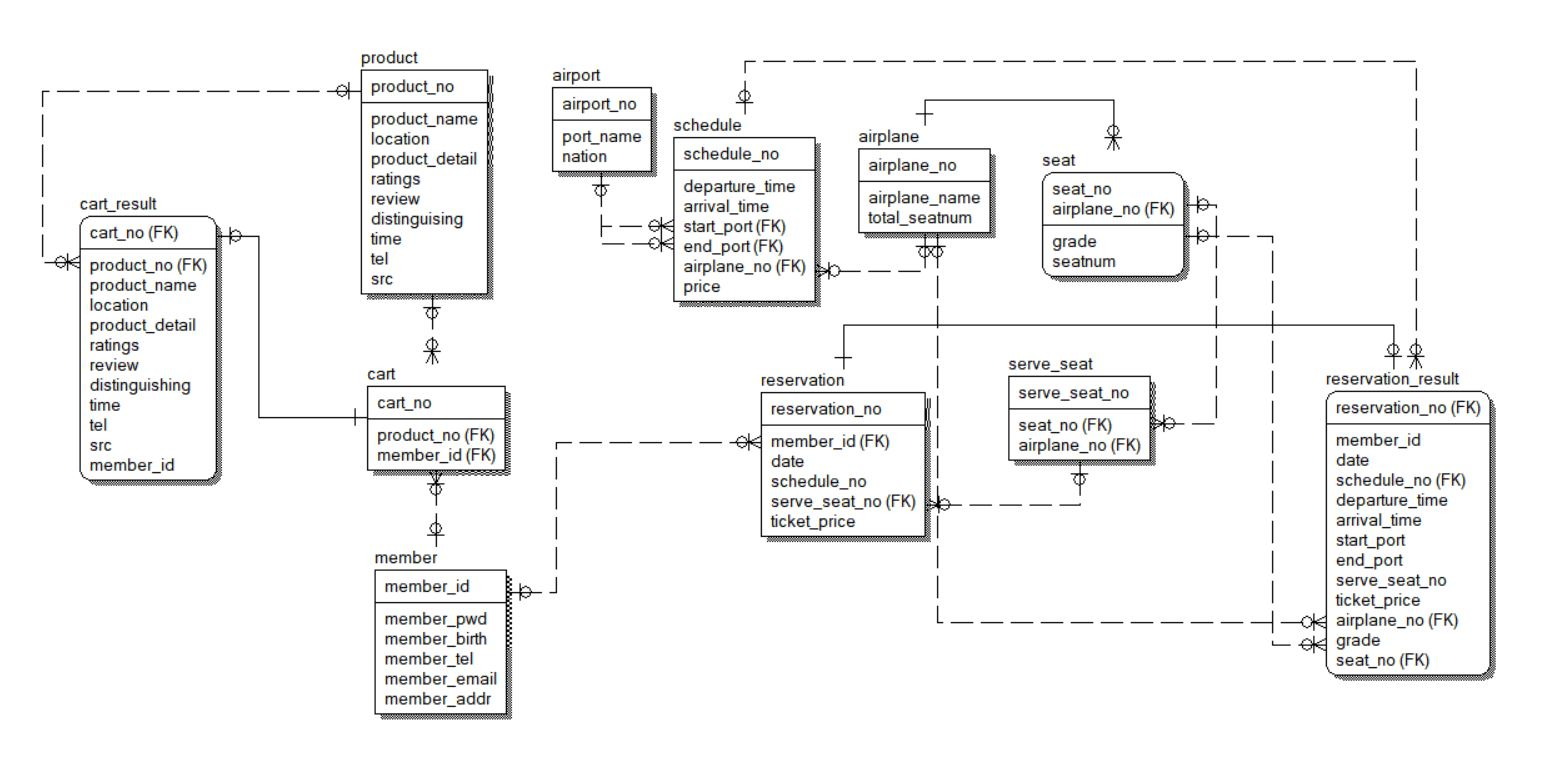 product
product_no
product_name
location
product_detail
ratings
review
distinguising
time
tel
src
airport
airport_no
port_name
nation
schedule
schedule_no
departure_time
arrival_time
start_port (FK)
end_port (FK)
airplane_no (FK)
price
airplane
airplane_no
airplane_name
total_seatnum
seat
seat_no
airplane_no (FK)
grade
seatnum
cart_result
cart_no (FK)
product_no (FK)
product_name
location
product_detail
ratings
review
distinguishing
time
tel
src
member_id
cart
cart_no
product_no (FK)
member_id (FK)
reservation
reservation_no
member_id (FK)
date
schedule_no
serve_seat_no (FK)
ticket_price
serve_seat
serve_seat_no
seat_no (FK)
airplane_no (FK)
reservation_result
reservation_no (FK)
member_id
date
schedule_no (FK)
departure_time
arrival_time
start_port
end_port
serve_seat_no
ticket_price
airplane_no (FK)
grade
seat_no (FK)
member
member_id
member_pwd
member_birth
member_tel
member_email
member_addr